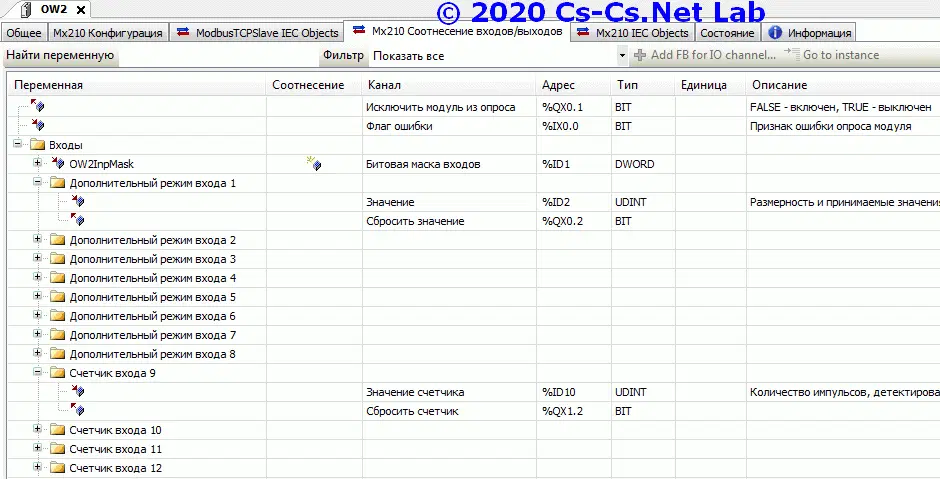 OW2
© 2020 Cs-Cs.Net Lab
Общее Mx210 Конфигурация ModbusTCPSlave IEC Objects Mx210 Соотнесение входов/выходов Mx210 IEC Objects Состояние Информация
Найти переменную Фильтр Показать все Add FB for IO channel... Go to instance
Переменная Соотнесение Канал Адрес Тип Единица Описание
Исключить модуль из опроса %QX0.1 BIT FALSE - включен, TRUE - выключен
Флаг ошибки %IX0.0 BIT Признак ошибки опроса модуля
Входы
OW2InpMask Битовая маска входов %ID1 DWORD
Дополнительный режим входа 1
Значение %ID2 UDINT Размерность и принимаемые значения
Сбросить значение %QX0.2 BIT
Дополнительный режим входа 2
Дополнительный режим входа 3
Дополнительный режим входа 4
Дополнительный режим входа 5
Дополнительный режим входа 6
Дополнительный режим входа 7
Дополнительный режим входа 8
Счетчик входа 9
Значение счетчика %ID10 UDINT Количество импульсов, детектирова
Сбросить счетчик %QX1.2 BIT
Счетчик входа 10
Счетчик входа 11
Счетчик входа 12